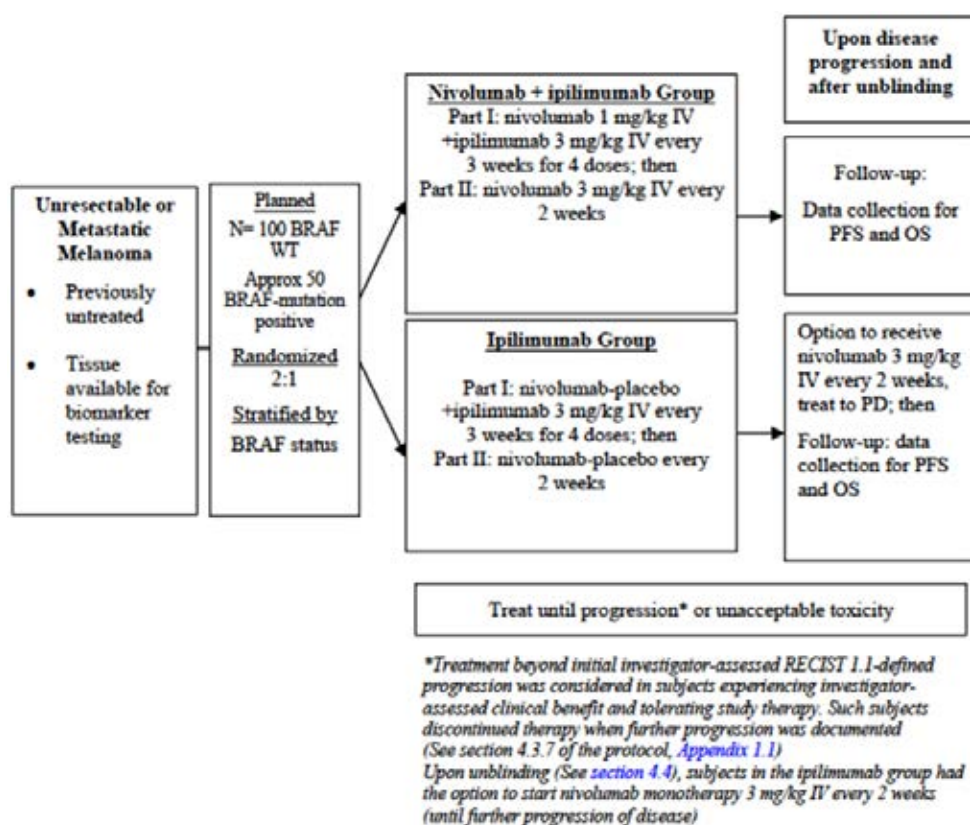 Unresectable or
Metastatic
Melanoma
• Previously
untreated
• Tissue
available for
biomarker
testing
Planned
N= 100 BRAF
WT
Approx 50
BRAF-mutation
positive
Randomized
2:1
Stratified by
BRAF status
Nivolumab + ipilimumab Group
Part I: nivolumab 1 mg/kg IV
+ipilimumab 3 mg/kg IV every
3 weeks for 4 doses; then
Part II: nivolumab 3 mg/kg IV every
2 weeks
Ipilimumab Group
Part I: nivolumab-placebo
+ipilimumab 3 mg/kg IV every
3 weeks for 4 doses; then
Part II: nivolumab-placebo every
2 weeks
Upon disease
progression and
after unblinding
Follow-up:
Data collection for
PFS and OS
Option to receive
nivolumab 3 mg/kg
IV every 2 weeks,
treat to PD; then
Follow-up: data
collection for PFS
and OS
Treat until progression* or unacceptable toxicity
*Treatment beyond initial investigator-assessed RECIST 1.1-defined
progression was considered in subjects experiencing investigator-
assessed clinical benefit and tolerating study therapy. Such subjects
discontinued therapy when further progression was documented
(See section 4.3.7 of the protocol, Appendix 1.1)
Upon unblinding (See section 4.4), subjects in the ipilimumab group had
the option to start nivolumab monotherapy 3 mg/kg IV every 2 weeks
(until further progression of disease)